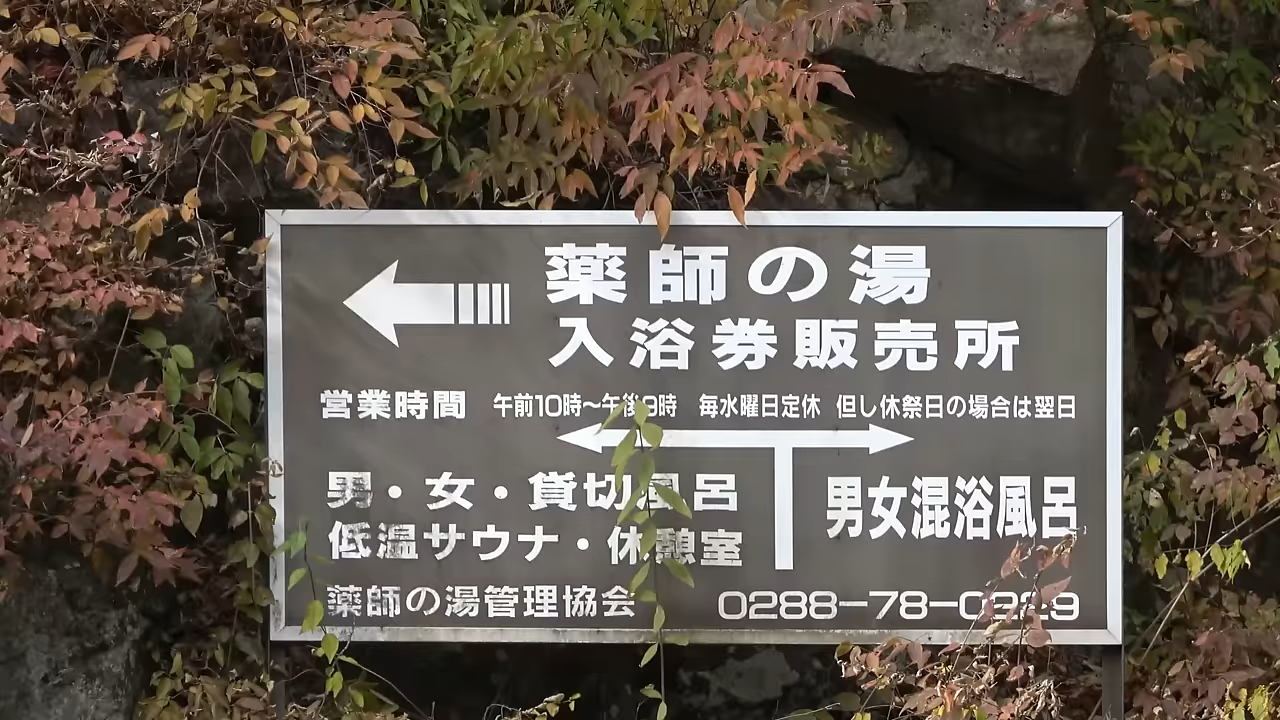 薬師の湯
入浴券販売所
営業時間 午前10時〜午後9時 毎水曜日定休 但し休祭日の場合は翌日
男・女・貸切風呂
低温サウナ・休憩室
男女混浴風呂
薬師の湯管理協会 0288-78-